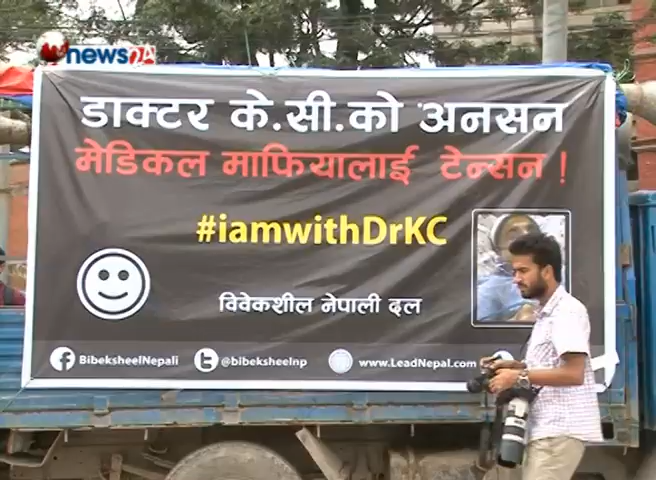 news24
डाक्टर के.सी.को अनसन
मेडिकल माफियालाई टेन्सन !
#iamwithDrKC
विवेकशील नेपाली दल
BibeksheelNepali @bibeksheelnp www.LeadNepal.com